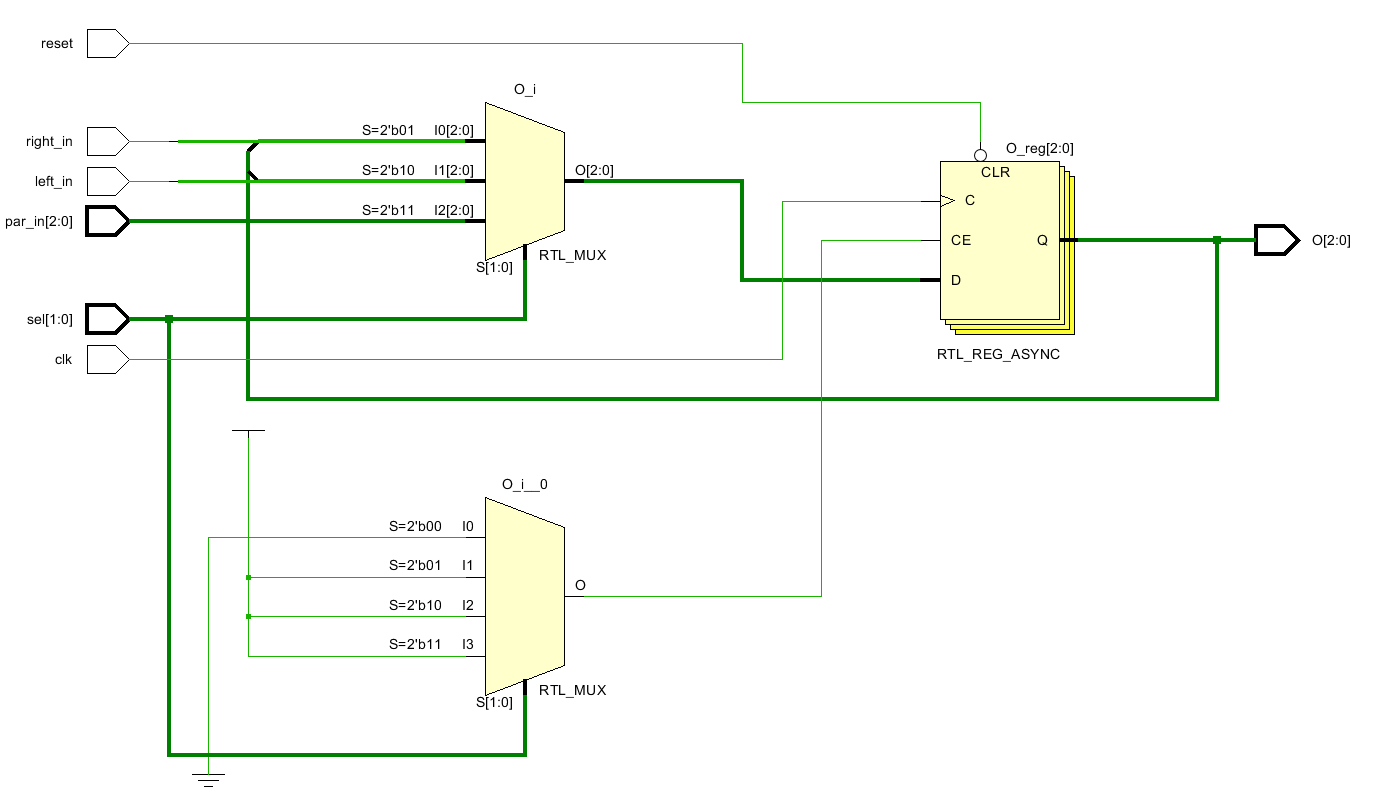 reset
O_i
right_in
S=2'b01 I0[2:0]
O_reg[2:0]
CLR
left_in
S=2'b10 I1[2:0]
O[2:0]
C
par_in[2:0]
S=2'b11 I2[2:0]
CE
Q
O[2:0]
RTL_MUX
S[1:0]
D
sel[1:0]
clk
RTL_REG_ASYNC
O_i__0
S=2'b00 I0
S=2'b01 I1
O
S=2'b10 I2
S=2'b11 I3
RTL_MUX
S[1:0]